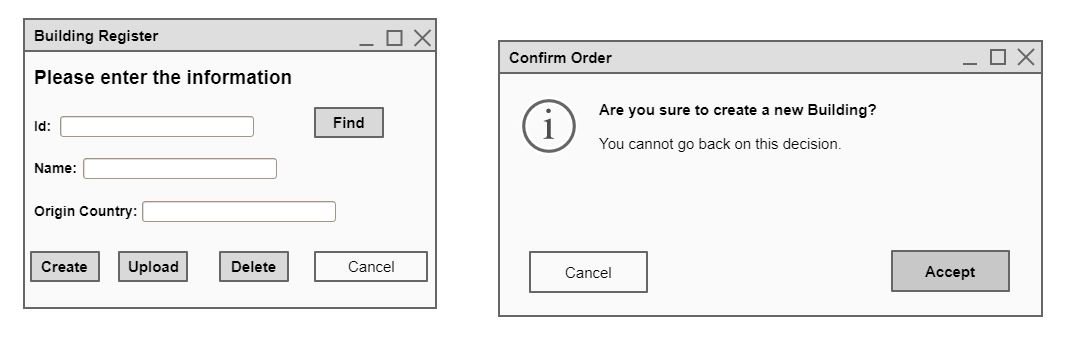 Building Register
Please enter the information
Id:
Find
Name:
Origin Country:
Create Upload Delete Cancel
Confirm Order
i
Are you sure to create a new Building?
You cannot go back on this decision.
Cancel Accept